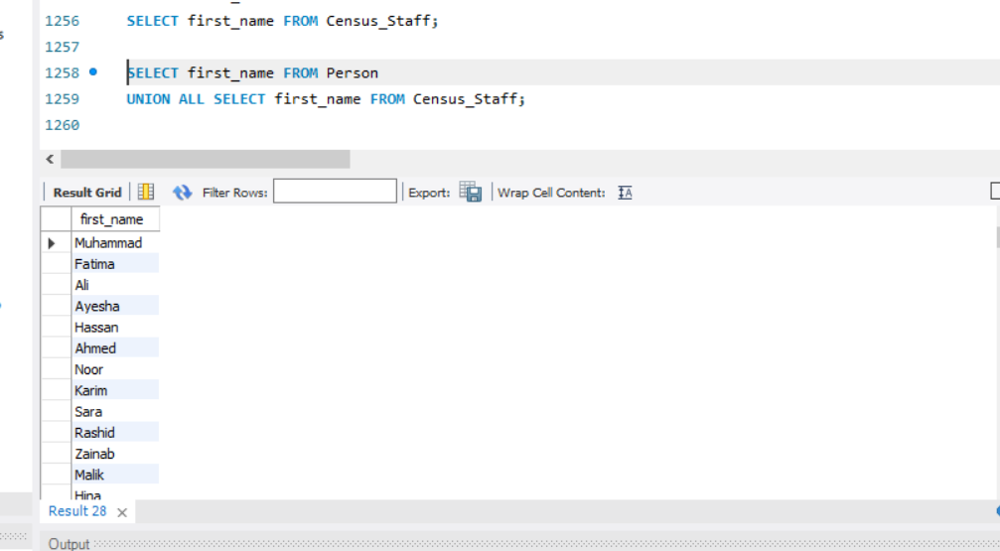 1256 SELECT first_name FROM Census_Staff;
1257
1258 SELECT first_name FROM Person
1259 UNION ALL SELECT first_name FROM Census_Staff;
1260
Result Grid Filter Rows: Export: Wrap Cell Content:
first_name
Muhammad
Fatima
Ali
Ayesha
Hassan
Ahmed
Noor
Karim
Sara
Rashid
Zainab
Malik
Hina
Result 28
Output